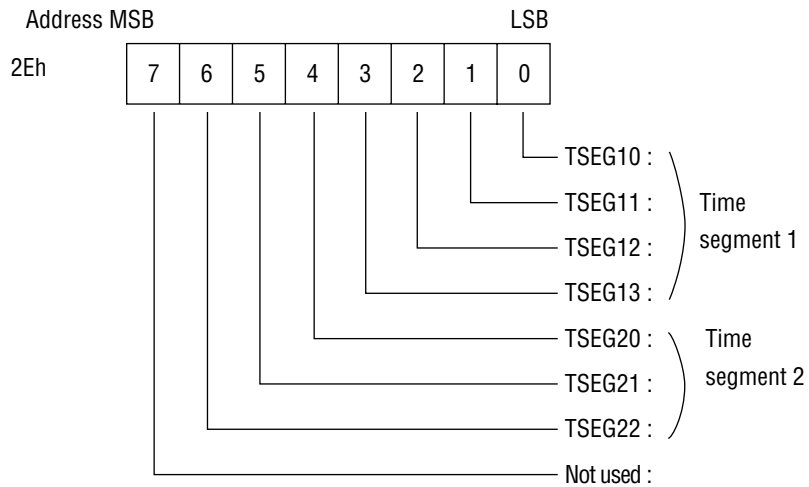 Address MSB LSB
2Eh 7 6 5 4 3 2 1 0
TSEG10 :
TSEG11 : Time
TSEG12 : segment 1
TSEG13 :
TSEG20 : Time
TSEG21 : segment 2
TSEG22 :
Not used :